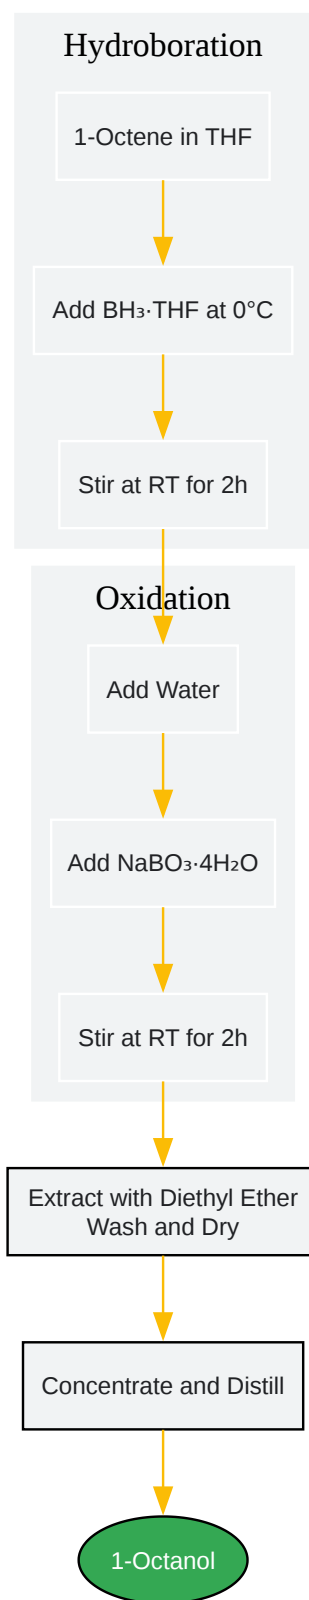 Hydroboration
1-Octene in THF
Add BH₃·THF at 0°C
Stir at RT for 2h
Oxidation
Add Water
Add NaBO₃·4H₂O
Stir at RT for 2h
Extract with Diethyl Ether
Wash and Dry
Concentrate and Distill
1-Octanol